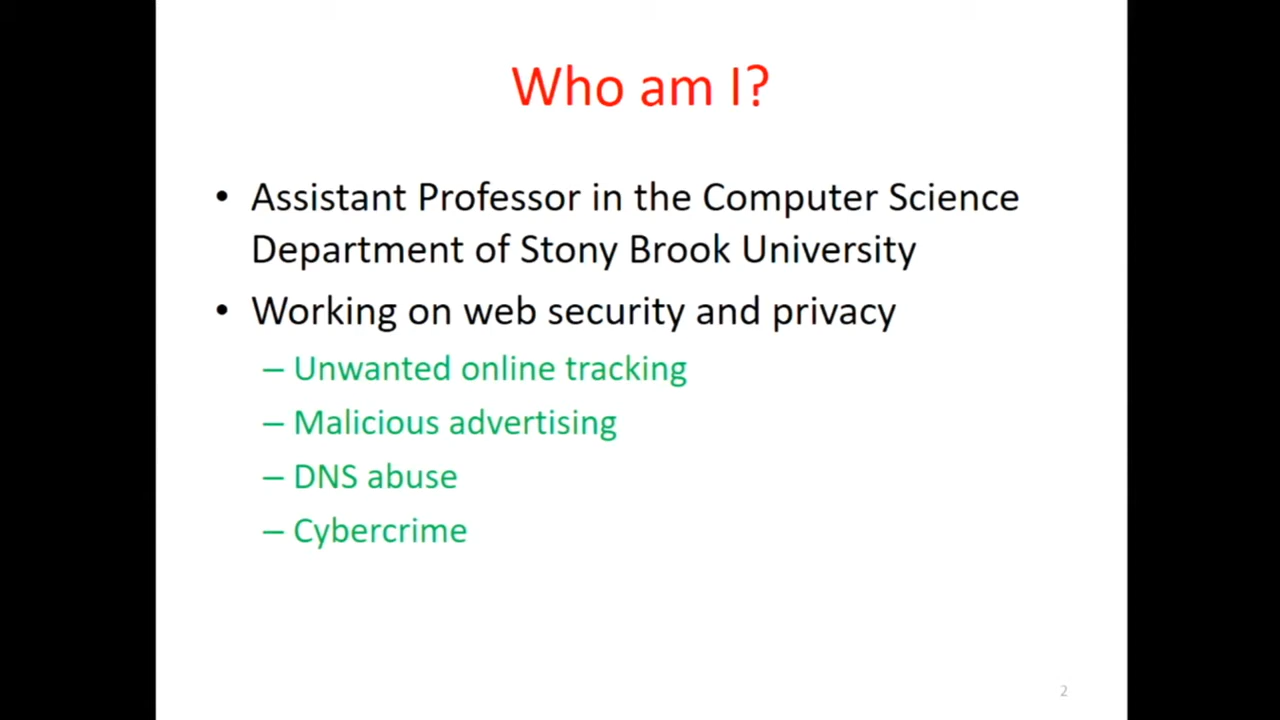 Who am I?
• Assistant Professor in the Computer Science
Department of Stony Brook University
• Working on web security and privacy
– Unwanted online tracking
– Malicious advertising
– DNS abuse
– Cybercrime
2